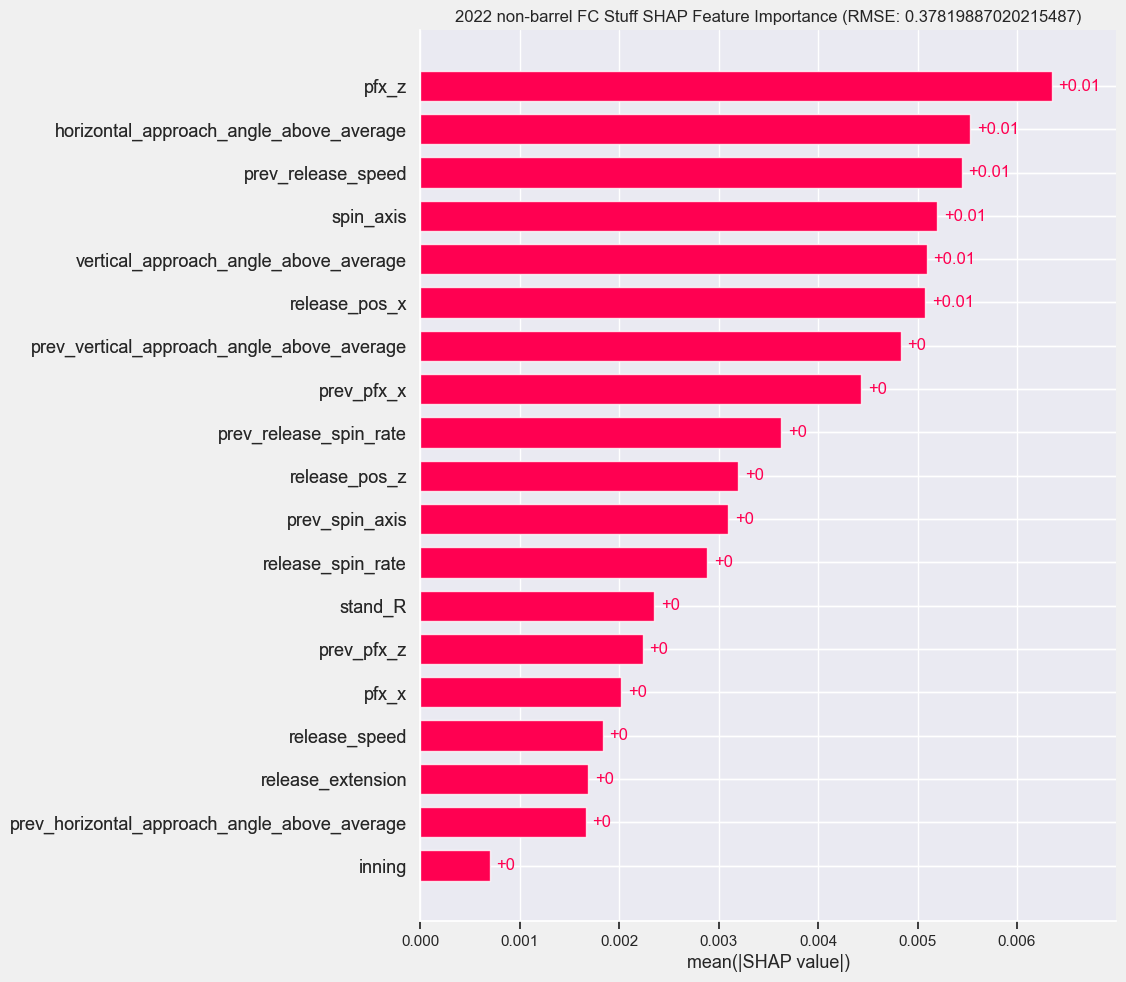 2022 non-barrel FC Stuff SHAP Feature Importance (RMSE: 0.37819887020215487)
pfx_z +0.01
horizontal_approach_angle_above_average +0.01
prev_release_speed +0.01
spin_axis +0.01
vertical_approach_angle_above_average +0.01
release_pos_x +0.01
prev_vertical_approach_angle_above_average +0
prev_pfx_x +0
prev_release_spin_rate +0
release_pos_z +0
prev_spin_axis +0
release_spin_rate +0
stand_R +0
prev_pfx_z +0
pfx_x +0
release_speed +0
release_extension +0
prev_horizontal_approach_angle_above_average +0
inning +0
0.000 0.001 0.002 0.003 0.004 0.005 0.006
mean(|SHAP value|)